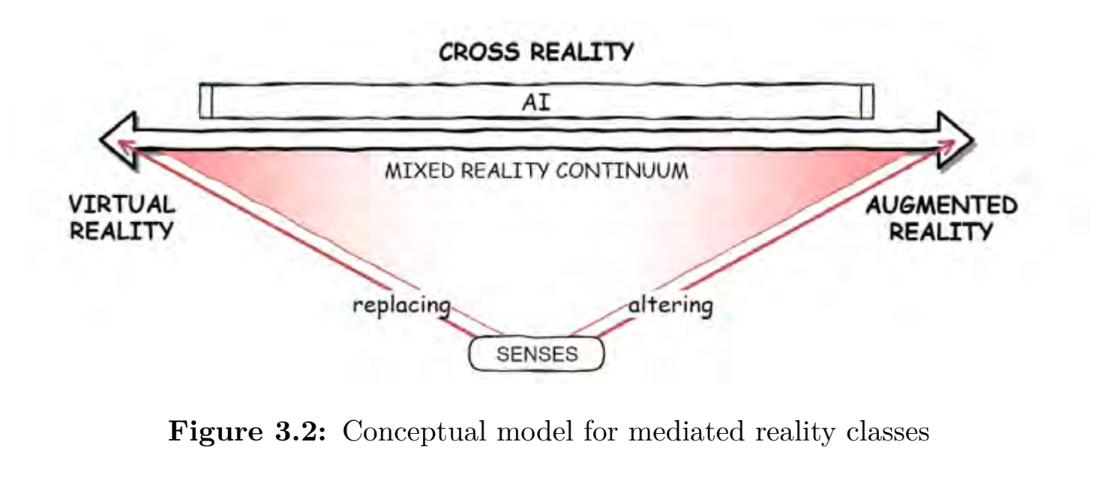 CROSS REALITY
AI
MIXED REALITY CONTINUUM
VIRTUAL
REALITY
AUGMENTED
REALITY
replacing
altering
SENSES
Figure 3.2: Conceptual model for mediated reality classes